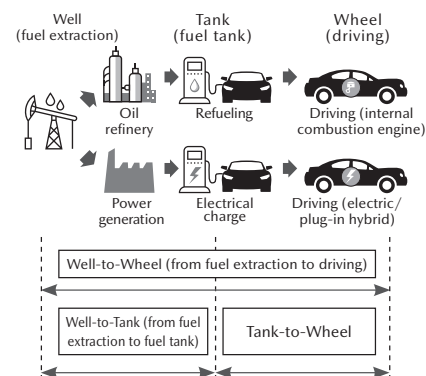 Well
(fuel extraction)
Tank
(fuel tank)
Wheel
(driving)
Oil
refinery
Refueling
Driving (internal
combustion engine)
Power
generation
Electrical
charge
Driving (electric/
plug-in hybrid)
Well-to-Wheel (from fuel extraction to driving)
Well-to-Tank (from fuel
extraction to fuel tank)
Tank-to-Wheel